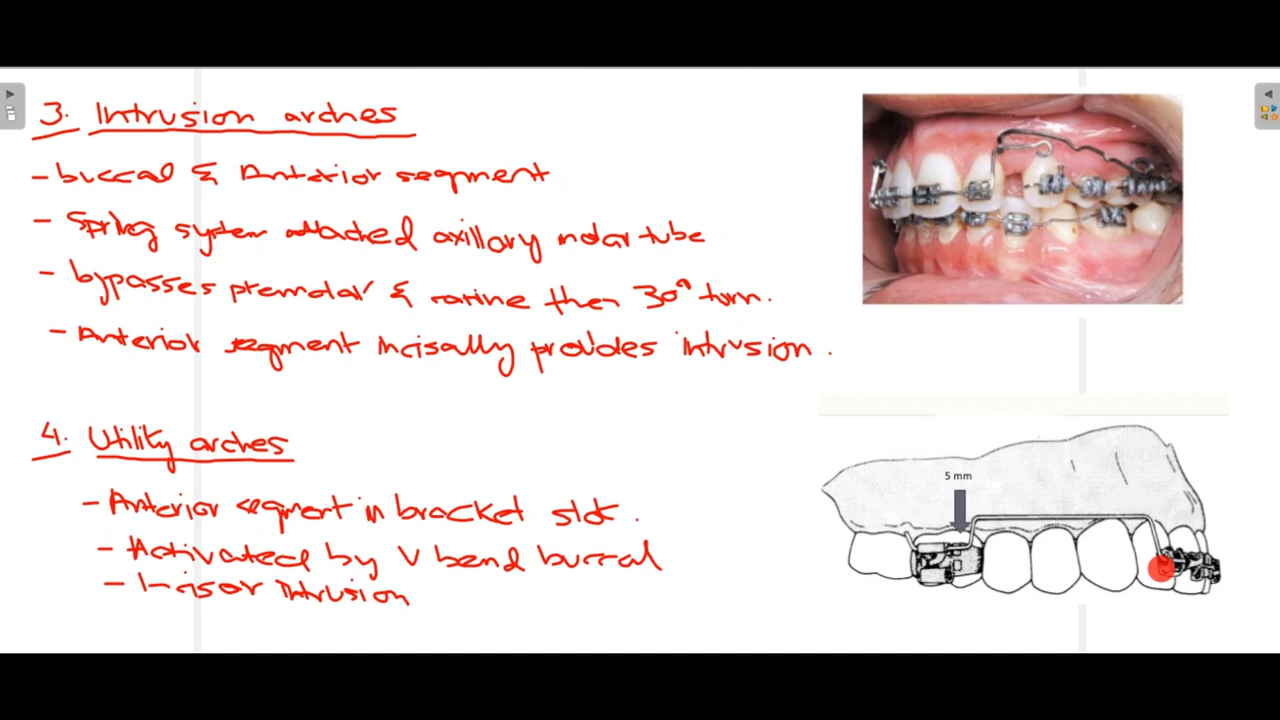 3. Intrusion arches
- buccal & Anterior segment
- Spring system attached axillary molar tube
- bypasses premolar & canine then 30° turn.
- Anterior segment incisally provides intrusion.
4. Utility arches
- Anterior segment in bracket slot.
- Activated by V bend buccal
- Incisor intrusion
5 mm